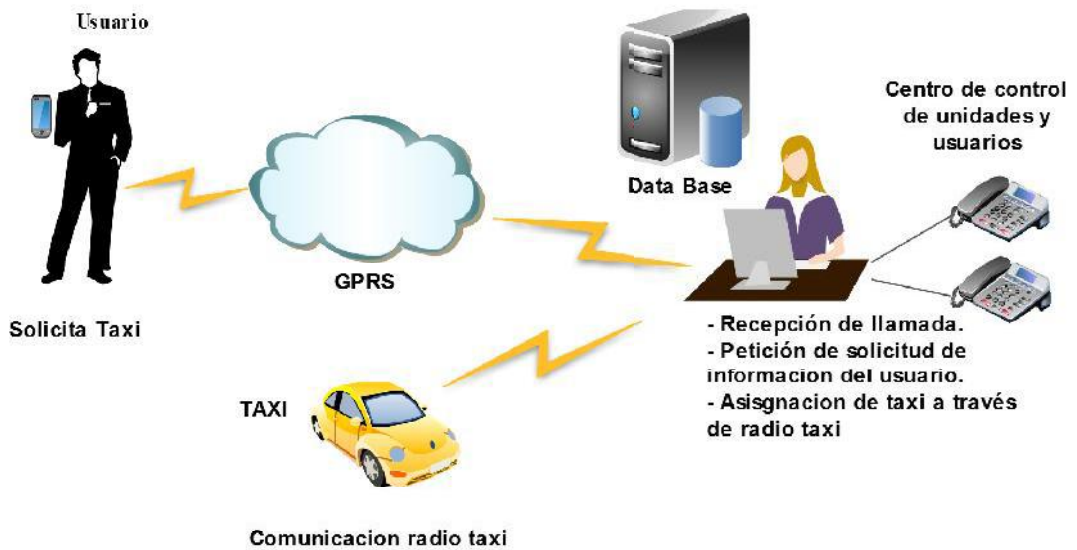 Usuario
Solicita Taxi
GPRS
Data Base
Centro de control
de unidades y
usuarios
- Recepción de llamada.
- Petición de solicitud de
informacion del usuario.
- Asisgnacion de taxi a través
de radio taxi
TAXI
Comunicacion radio taxi